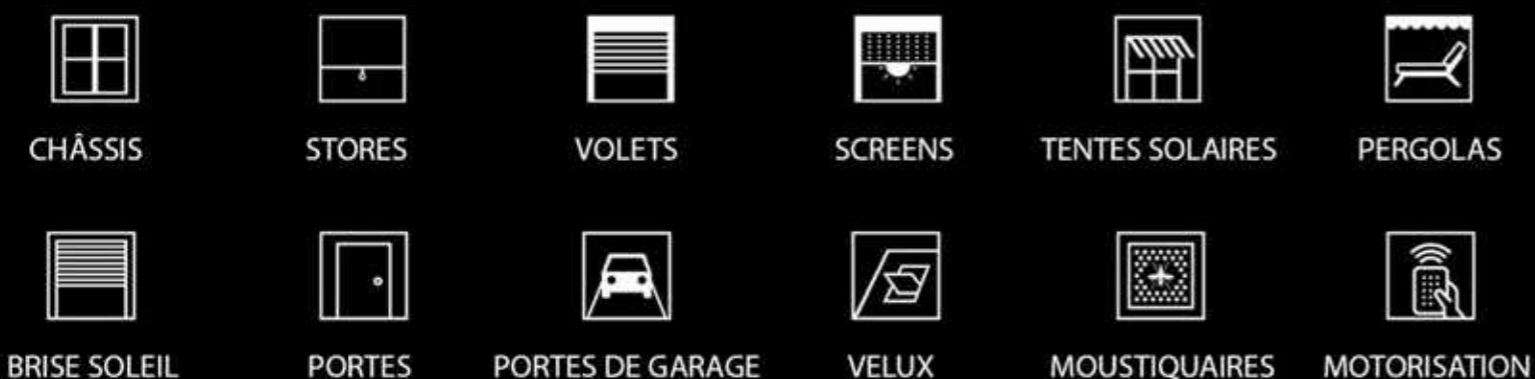 CHÂSSIS STORES VOLETS SCREENS TENTES SOLAIRES PERGOLAS
BRISE SOLEIL PORTES PORTES DE GARAGE VELUX MOUSTIQUAIRES MOTORISATION